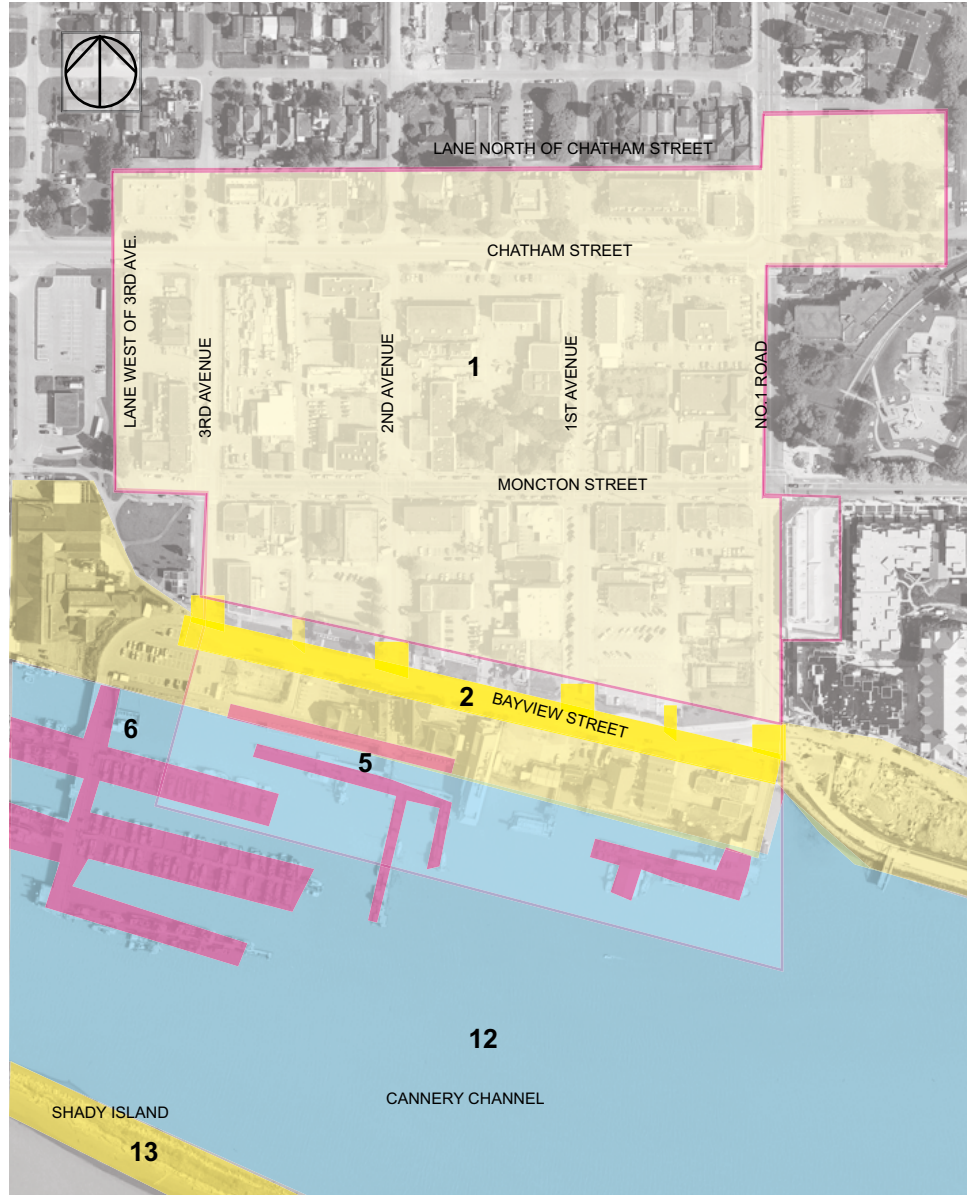 LANE NORTH OF CHATHAM STREET
CHATHAM STREET
LANE WEST OF 3RD AVE.
3RD AVENUE
2ND AVENUE
1
1ST AVENUE
NO.1 ROAD
MONCTON STREET
2
BAYVIEW STREET
6
5
12
CANNERY CHANNEL
SHADY ISLAND
13